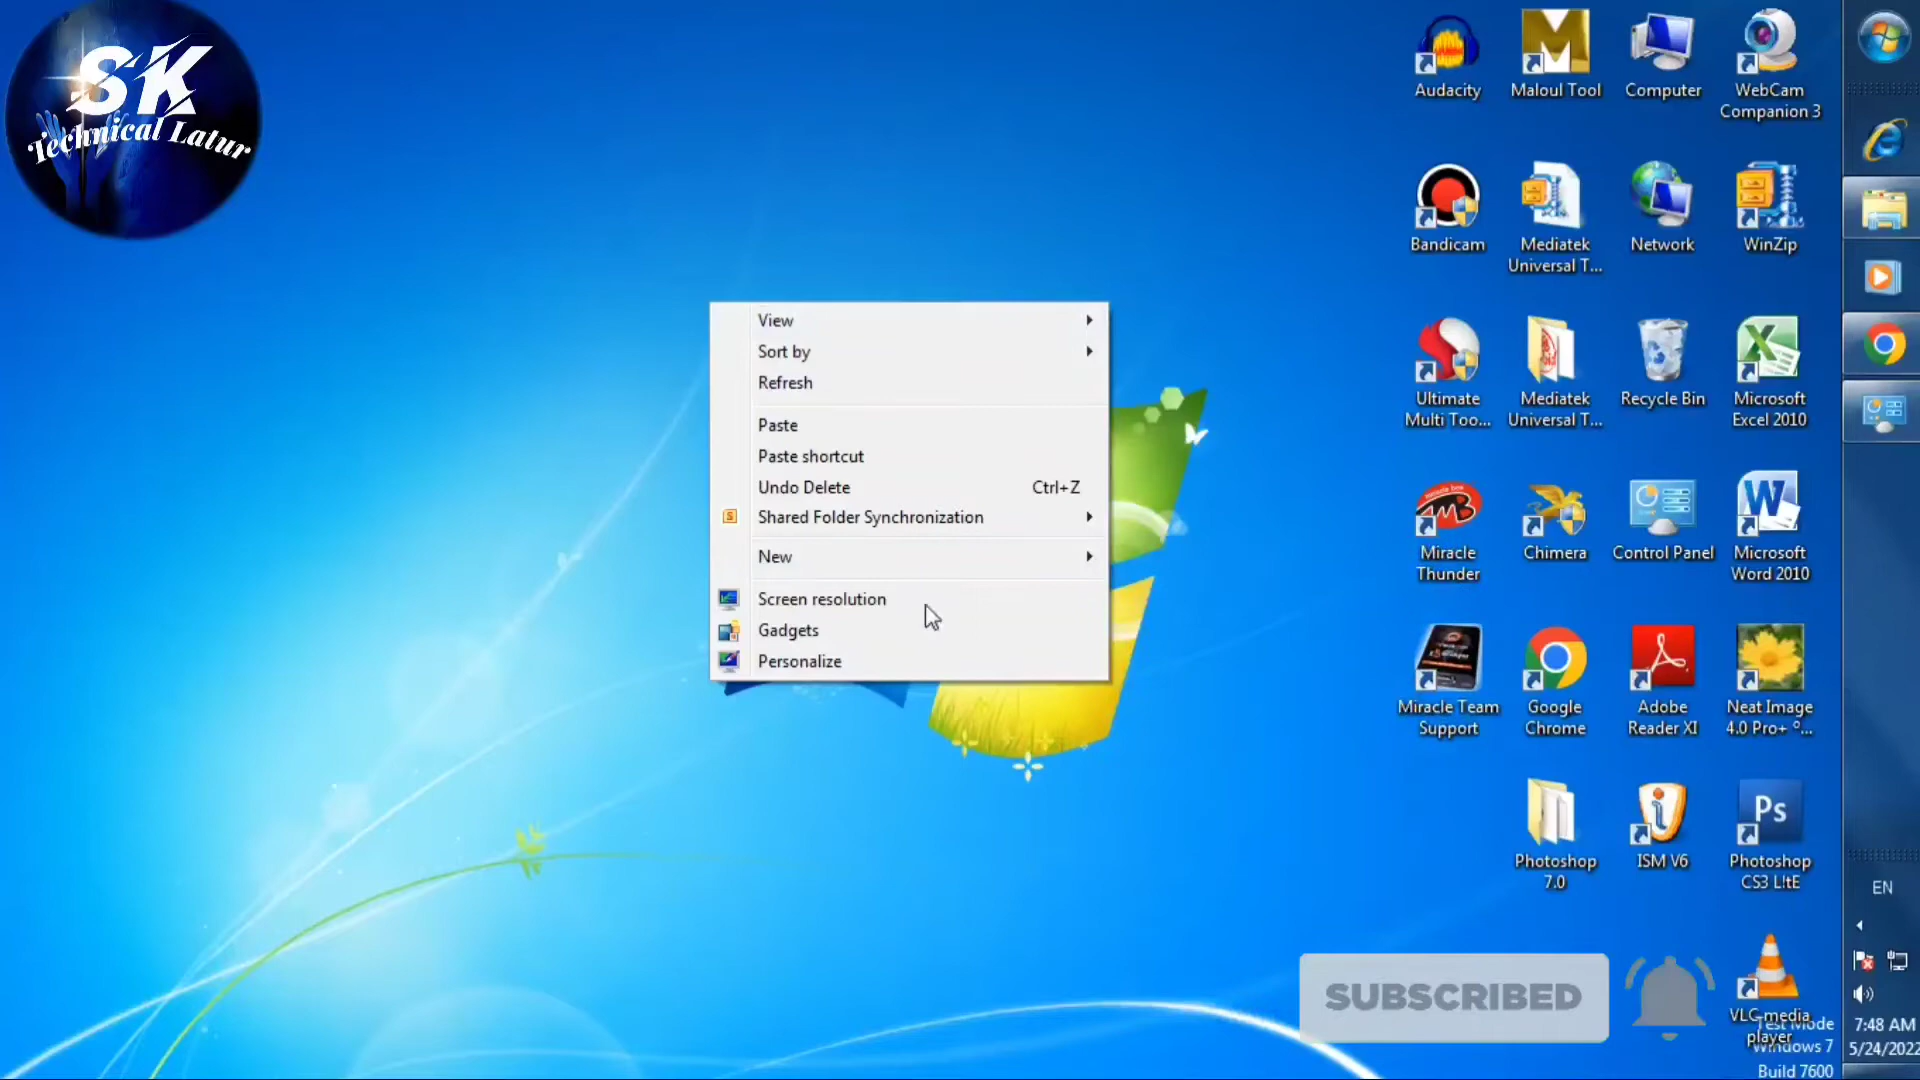 SK
Technical Latur
Audacity
Maloul Tool
Computer
WebCam
Companion 3
Bandicam
Mediatek
Universal T...
Network
WinZip
Ultimate
Multi Too...
Mediatek
Universal T...
Recycle Bin
Microsoft
Excel 2010
Miracle
Thunder
Chimera
Control Panel
Microsoft
Word 2010
Miracle Team
Support
Google
Chrome
Adobe
Reader XI
Neat Image
4.0 Pro+ º...
Photoshop
7.0
ISM V6
Ps
Photoshop
CS3 L!tE
VLC media
player
View
Sort by
Refresh
Paste
Paste shortcut
Undo Delete Ctrl+Z
Shared Folder Synchronization
New
Screen resolution
Gadgets
Personalize
SUBSCRIBED
EN
Test Mode
Windows 7
Build 7600
7:48 AM
5/24/2022